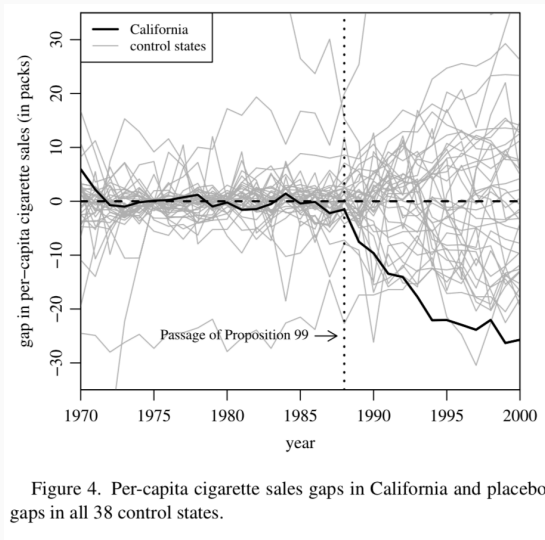 California
control states
gap in per−capita cigarette sales (in packs)
30
20
10
0
−10
−20
−30
Passage of Proposition 99
1970
1975
1980
1985
1990
1995
2000
year
Figure 4. Per-capita cigarette sales gaps in California and placebo
gaps in all 38 control states.